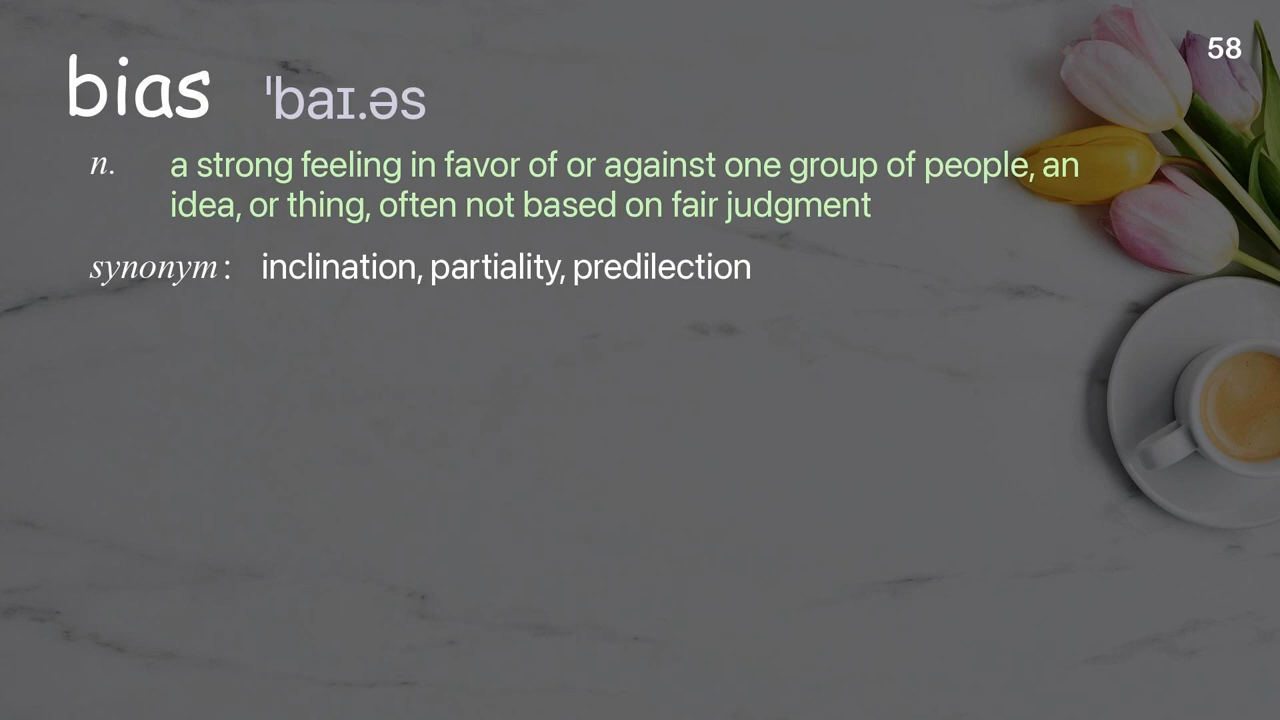 58
bias ˈbaɪ.əs
n. a strong feeling in favor of or against one group of people, an
idea, or thing, often not based on fair judgment
synonym: inclination, partiality, predilection